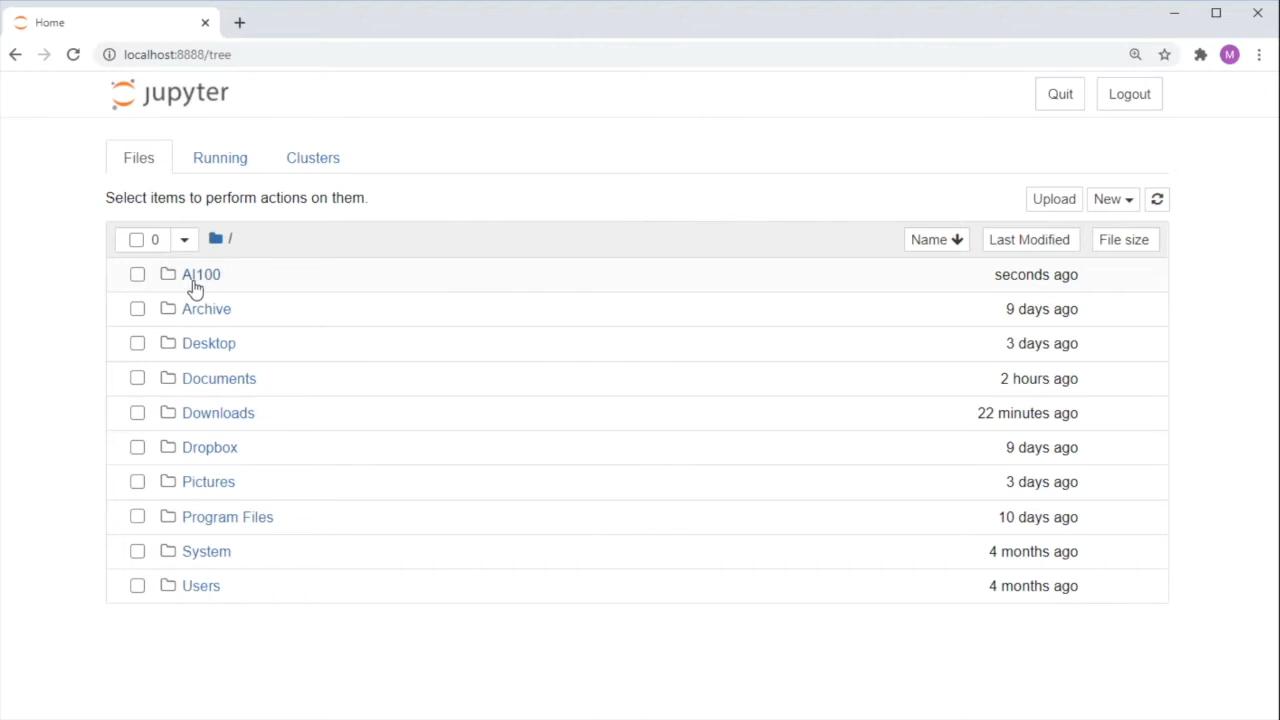 Home
localhost:8888/tree
M
jupyter
Quit
Logout
Files
Running
Clusters
Select items to perform actions on them.
Upload
New
0
/
Name
Last Modified
File size
AI100
seconds ago
Archive
9 days ago
Desktop
3 days ago
Documents
2 hours ago
Downloads
22 minutes ago
Dropbox
9 days ago
Pictures
3 days ago
Program Files
10 days ago
System
4 months ago
Users
4 months ago